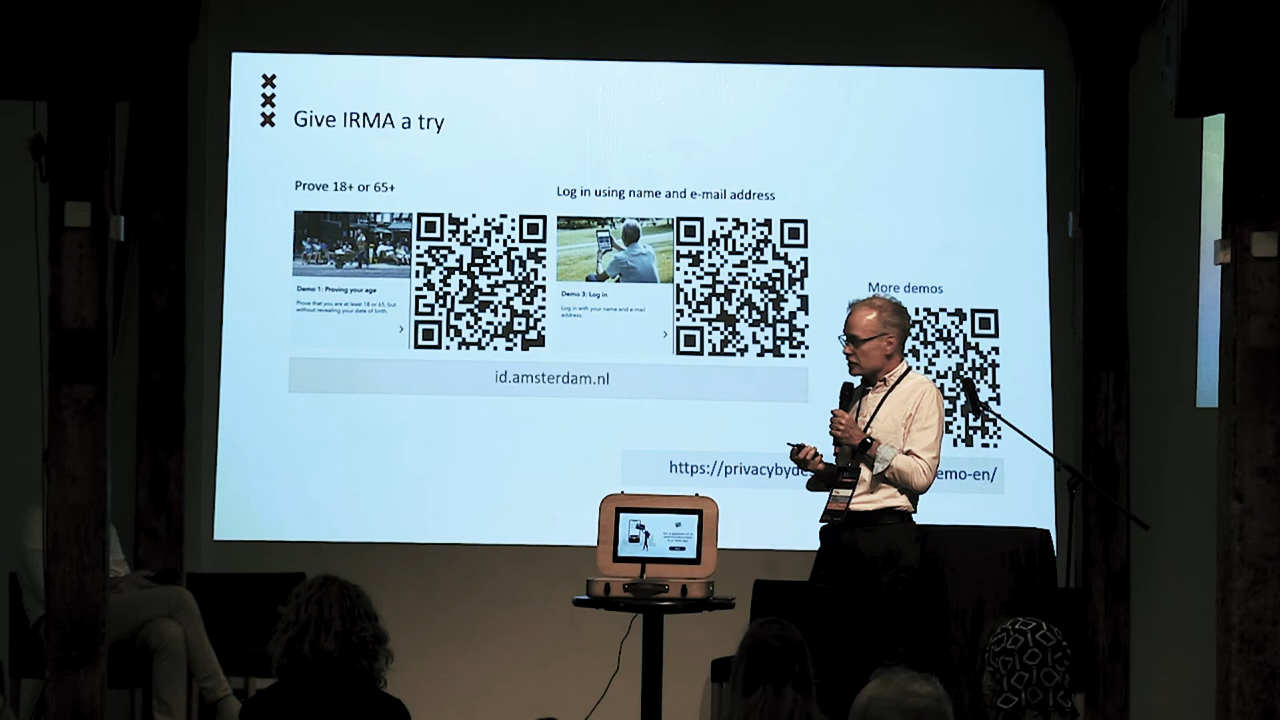 Give IRMA a try
Prove 18+ or 65+
Log in using name and e-mail address
Demo 1: Proving your age
Prove that you are at least 18 or 65, but
without revealing your date of birth.
Demo 3: Log in
Log in with your name and e-mail
address.
More demos
id.amsterdam.nl
https://privacybyde
emo-en/